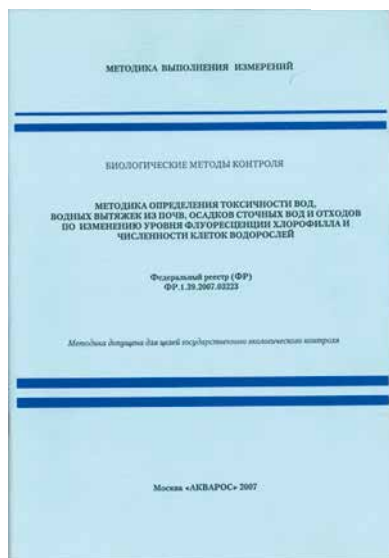 МЕТОДИКА ВЫПОЛНЕНИЯ ИЗМЕРЕНИЙ
БИОЛОГИЧЕСКИЕ МЕТОДЫ КОНТРОЛЯ
МЕТОДИКА ОПРЕДЕЛЕНИЯ ТОКСИЧНОСТИ ВОД,
ВОДНЫХ ВЫТЯЖЕК ИЗ ПОЧВ, ОСАДКОВ СТОЧНЫХ ВОД И ОТХОДОВ
ПО ИЗМЕНЕНИЮ УРОВНЯ ФЛУОРЕСЦЕНЦИИ ХЛОРОФИЛЛА И
ЧИСЛЕННОСТИ КЛЕТОК ВОДОРОСЛЕЙ
Федеральный реестр (ФР)
ФР.1.39.2007.03223
Методика допущена для целей государственного экологического контроля
Москва «АКВАРОС» 2007